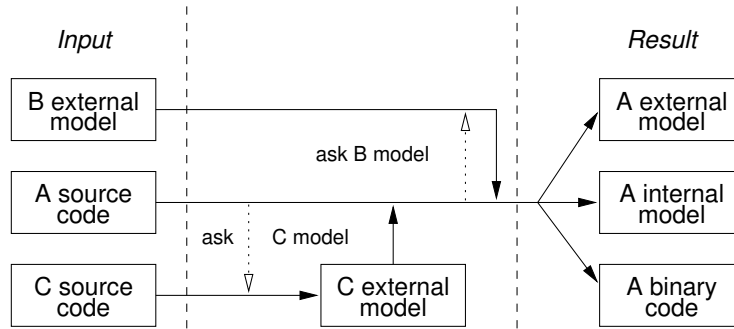 Input
Result
B external
model
A external
model
ask B model
A source
code
A internal
model
ask
C model
C source
code
C external
model
A binary
code